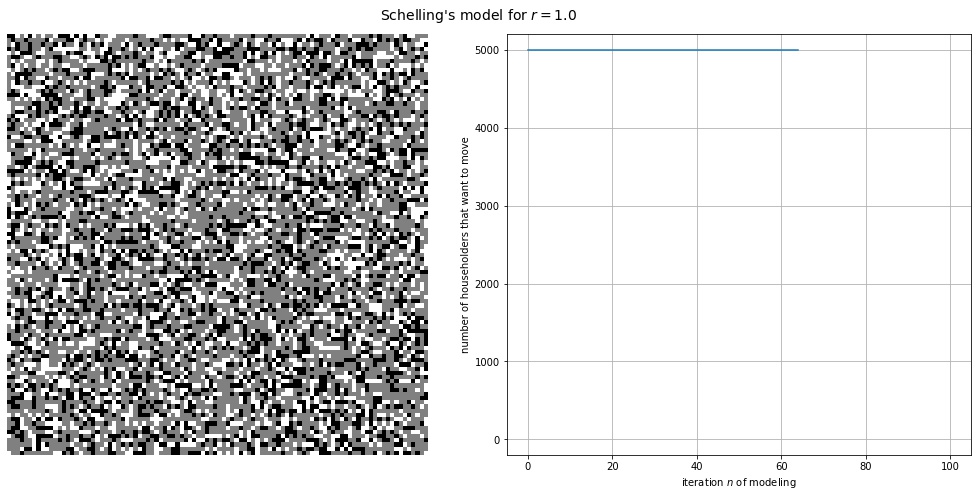 Schelling's model for r = 1.0
number of householders that want to move
5000
4000
3000
2000
1000
0
0 20 40 60 80 100
iteration n of modeling